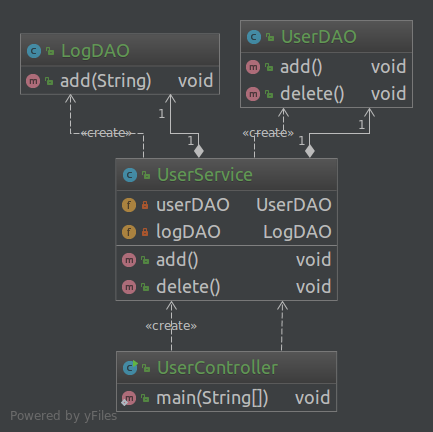 LogDAO
add(String) void
UserDAO
add() void
delete() void
1
1
«create»
1
1
«create»
UserService
userDAO UserDAO
logDAO LogDAO
add() void
delete() void
«create»
UserController
main(String[]) void
Powered by yFiles